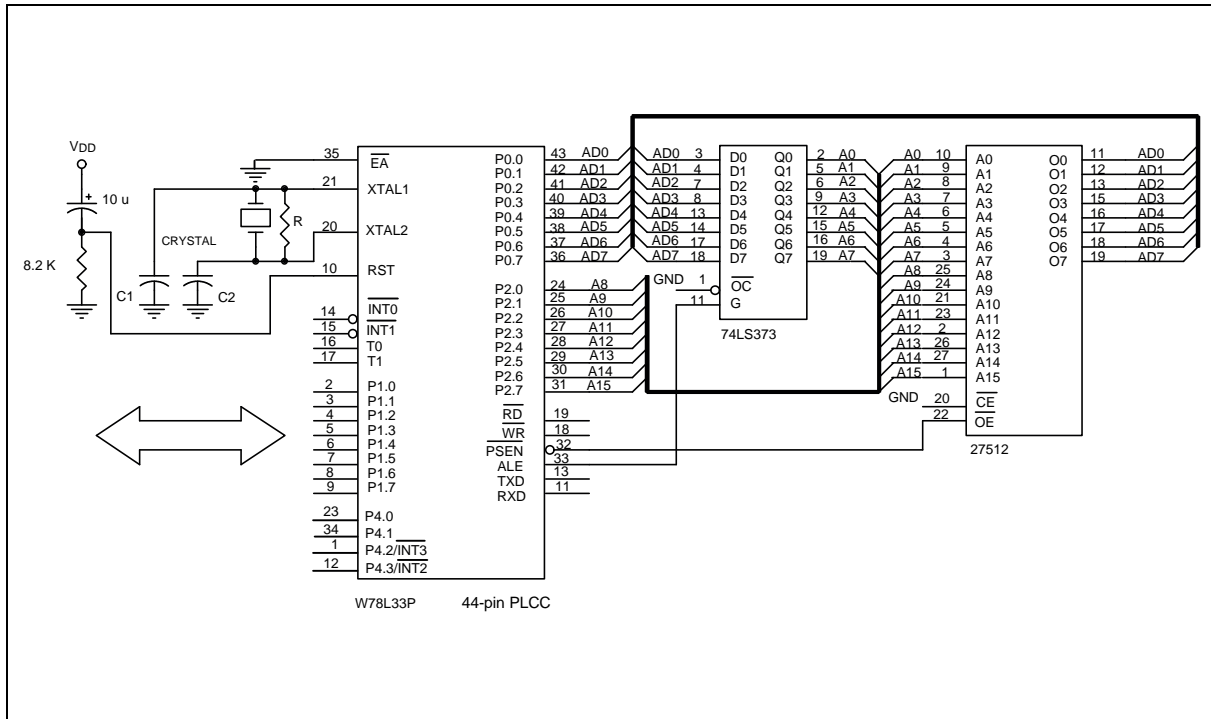 VDD
10 u
8.2 K
C1
C2
CRYSTAL
R
35 EA
21 XTAL1
20 XTAL2
10 RST
14 INT0
15 INT1
16 T0
17 T1
2 P1.0
3 P1.1
4 P1.2
5 P1.3
6 P1.4
7 P1.5
8 P1.6
9 P1.7
23 P4.0
34 P4.1
1 P4.2/INT3
12 P4.3/INT2
P0.0 43 AD0
P0.1 42 AD1
P0.2 41 AD2
P0.3 40 AD3
P0.4 39 AD4
P0.5 38 AD5
P0.6 37 AD6
P0.7 36 AD7
P2.0 24 A8
P2.1 25 A9
P2.2 26 A10
P2.3 27 A11
P2.4 28 A12
P2.5 29 A13
P2.6 30 A14
P2.7 31 A15
RD 19
WR 18
PSEN 32
ALE 33
TXD 13
RXD 11
W78L33P 44-pin PLCC
AD0 3 D0 Q0 2 A0
AD1 4 D1 Q1 5 A1
AD2 7 D2 Q2 6 A2
AD3 8 D3 Q3 9 A3
AD4 13 D4 Q4 12 A4
AD5 14 D5 Q5 15 A5
AD6 17 D6 Q6 16 A6
AD7 18 D7 Q7 19 A7
GND 1 OC
11 G
74LS373
A0 10 A0 O0 11 AD0
A1 9 A1 O1 12 AD1
A2 8 A2 O2 13 AD2
A3 7 A3 O3 15 AD3
A4 6 A4 O4 16 AD4
A5 5 A5 O5 17 AD5
A6 4 A6 O6 18 AD6
A7 3 A7 O7 19 AD7
A8 25 A8
A9 24 A9
A10 21 A10
A11 23 A11
A12 2 A12
A13 26 A13
A14 27 A14
A15 1 A15
GND 20 CE
22 OE
27512